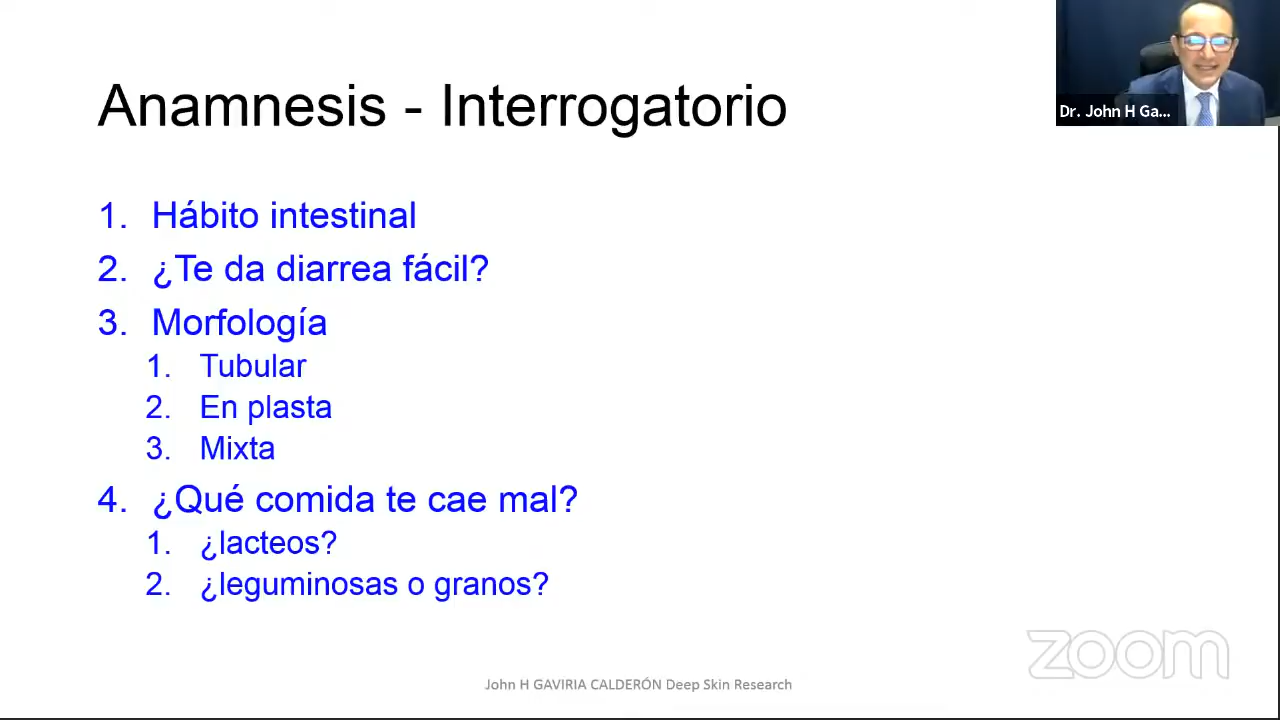 Anamnesis - Interrogatorio
Dr. John H Ga...
1. Hábito intestinal
2. ¿Te da diarrea fácil?
3. Morfología
1. Tubular
2. En plasta
3. Mixta
4. ¿Qué comida te cae mal?
1. ¿lacteos?
2. ¿leguminosas o granos?
zoom
John H GAVIRIA CALDERÓN Deep Skin Research